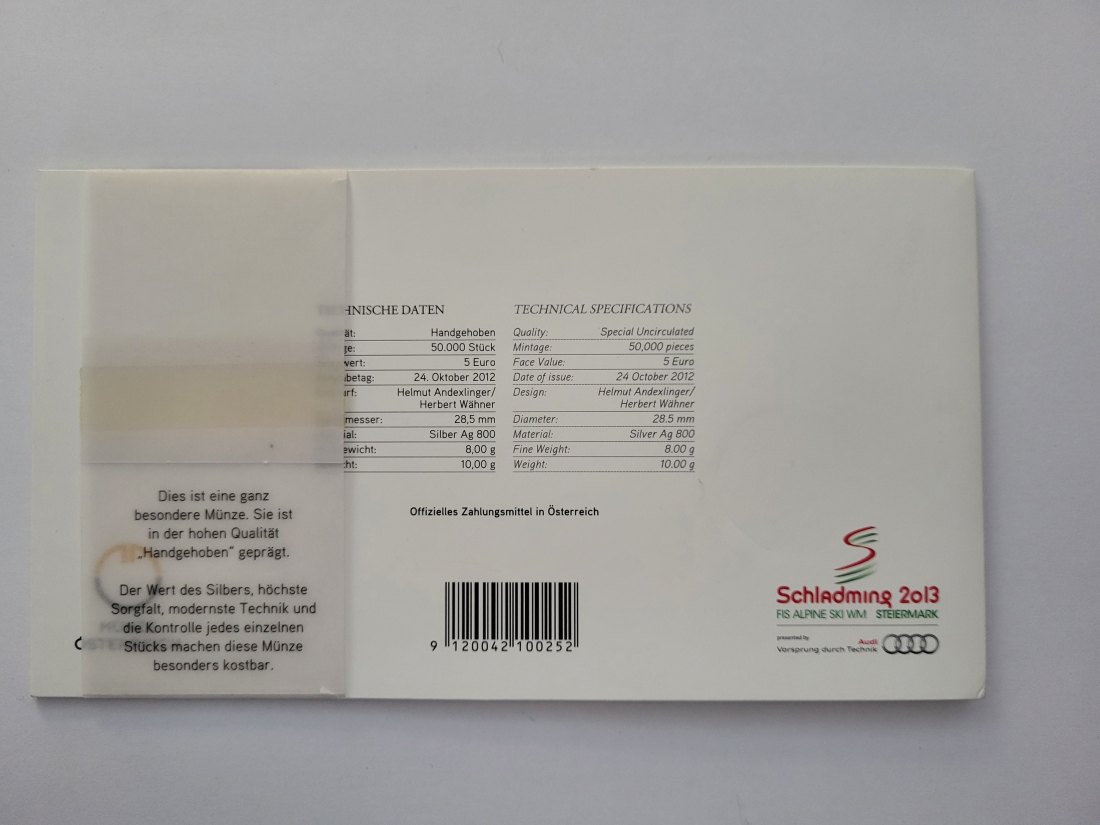 HNISCHE DATEN
ät: Handgehoben
ge: 50.000 Stück
wert: 5 Euro
betag: 24. Oktober 2012
urf: Helmut Andexlinger/
Herbert Wähner
messer: 28,5 mm
ial: Silber Ag 800
ewicht: 8,00 g
ht: 10,00 g
TECHNICAL SPECIFICATIONS
Quality: Special Uncirculated
Mintage: 50,000 pieces
Face Value: 5 Euro
Date of issue: 24 October 2012
Design: Helmut Andexlinger/
Herbert Wähner
Diameter: 28.5 mm
Material: Silver Ag 800
Fine Weight: 8.00 g
Weight: 10.00 g
Offizielles Zahlungsmittel in Österreich
Dies ist eine ganz
besondere Münze. Sie ist
in der hohen Qualität
„Handgehoben“ geprägt.
Der Wert des Silbers, höchste
Sorgfalt, modernste Technik und
die Kontrolle jedes einzelnen
Stücks machen diese Münze
besonders kostbar.
9 120042 100252
Schladming 2013
FIS ALPINE SKI WM STEIERMARK
presented by
Audi
Vorsprung durch Technik